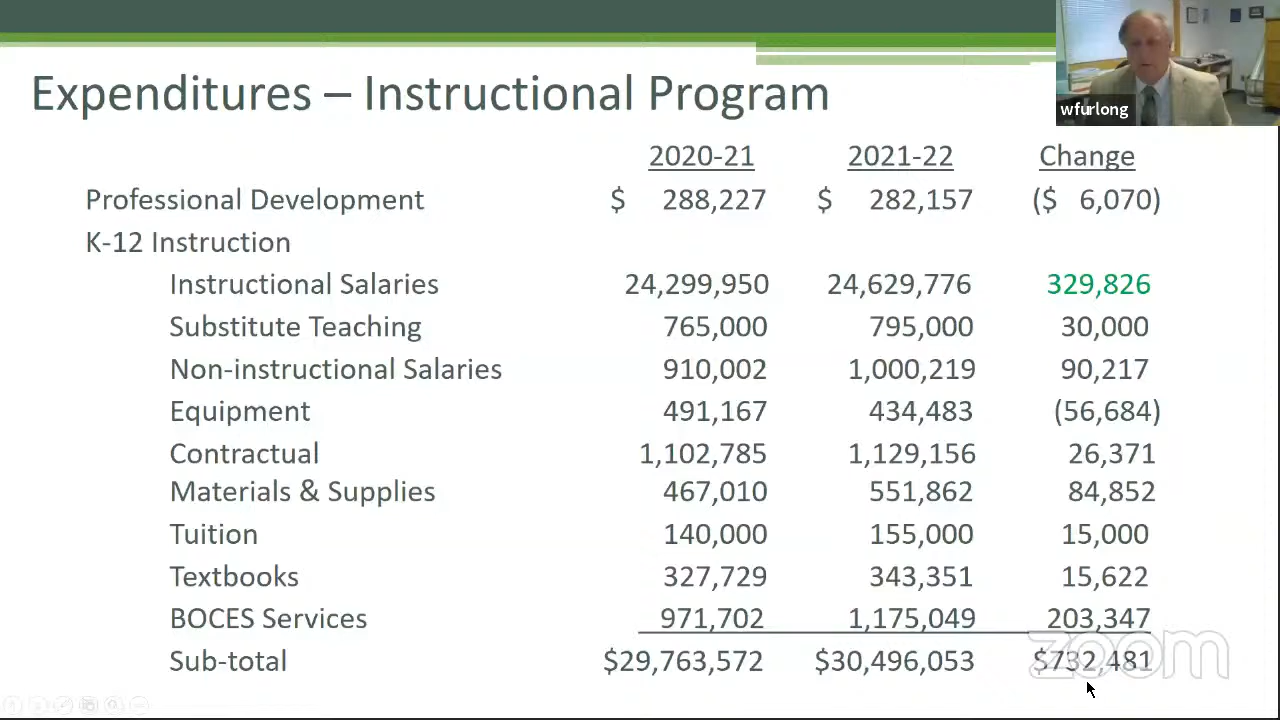 wfurlong
Expenditures – Instructional Program
2020-21 2021-22 Change
Professional Development $ 288,227 $ 282,157 ($ 6,070)
K-12 Instruction
Instructional Salaries 24,299,950 24,629,776 329,826
Substitute Teaching 765,000 795,000 30,000
Non-instructional Salaries 910,002 1,000,219 90,217
Equipment 491,167 434,483 (56,684)
Contractual 1,102,785 1,129,156 26,371
Materials & Supplies 467,010 551,862 84,852
Tuition 140,000 155,000 15,000
Textbooks 327,729 343,351 15,622
BOCES Services 971,702 1,175,049 203,347
Sub-total $29,763,572 $30,496,053 $732,481
zoom